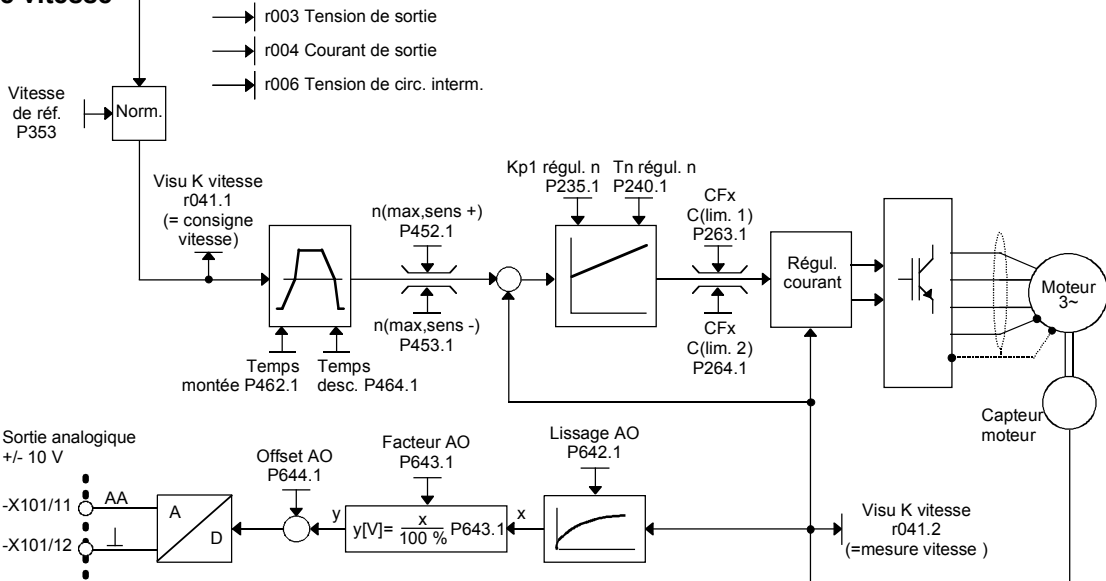 r003 Tension de sortie
r004 Courant de sortie
r006 Tension de circ. interm.
Vitesse
de réf.
P353
Norm.
Visu K vitesse
r041.1
(= consigne
vitesse)
n(max,sens +)
P452.1
n(max,sens -)
P453.1
Temps
montée P462.1
Temps
desc. P464.1
Kp1 régul. n
P235.1
Tn régul. n
P240.1
CFx
C(lim. 1)
P263.1
CFx
C(lim. 2)
P264.1
Régul.
courant
Moteur
3~
Capteur
moteur
Sortie analogique
+/- 10 V
-X101/11
AA
-X101/12
A
D
Offset AO
P644.1
Facteur AO
P643.1
y
y[V]= x/100 % P643.1
x
Lissage AO
P642.1
Visu K vitesse
r041.2
(=mesure vitesse )